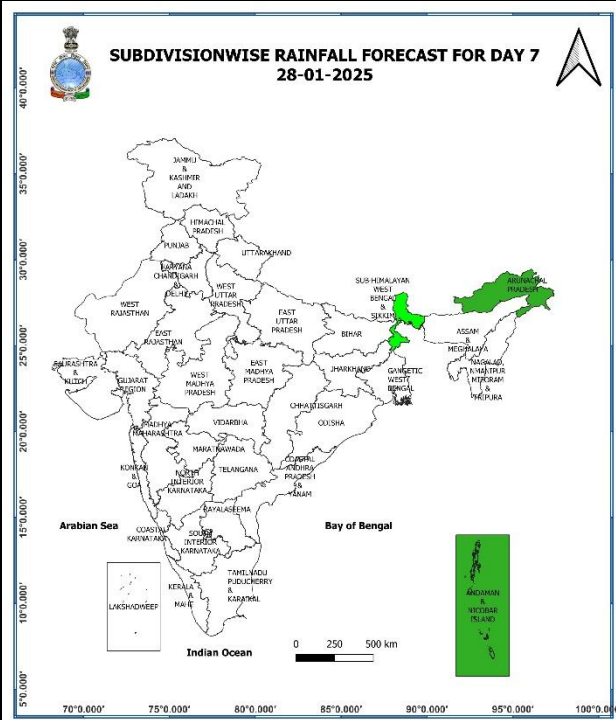 SUBDIVISIONWISE RAINFALL FORECAST FOR DAY 7
28-01-2025
40°0.000'
35°0.000'
30°0.000'
25°0.000'
20°0.000'
15°0.000'
10°0.000'
5°0.000'
JAMMU
&
KASHMIR
AND
LADAKH
HIMACHAL
PRADESH
PUNJAB
UTTARAKHAND
HARYANA
CHANDIGARH
&
DELHI
WEST
UTTAR
PRADESH
WEST
RAJASTHAN
EAST
UTTAR
PRADESH
SUB-HIMALAYAN
WEST
BENGAL
&
SIKKIM
ARUNACHAL
PRADESH
EAST
RAJASTHAN
BIHAR
ASSAM
&
MEGHALAYA
SAURASHTRA
&
KUTCH
GUJARAT
REGION
WEST
MADHYA
PRADESH
EAST
MADHYA
PRADESH
JHARKHAND
GANGETIC
WEST
BENGAL
NAGALAD,
NMANIPUR
MIZORAM
&
TRIPURA
CHHATTISGARH
ODISHA
MADHYA
MAHARASHTRA
VIDARBHA
MARATHWADA
KONKAN
&
GOA
NORTH
INTERIOR
KARNATAKA
TELANGANA
COASTAL
ANDHRA
PRADESH
&
YANAM
RAYALASEEMA
Arabian Sea
Bay of Bengal
COASTAL
KARNATAKA
SOUTH
INTERIOR
KARNATAKA
LAKSHADWEEP
KERALA
&
MAHE
TAMILNADU
PUDUCHERRY
&
KARAIKAL
ANDAMAN
&
NICOBAR
ISLAND
0 250 500 km
Indian Ocean
70°0.000' 75°0.000' 80°0.000' 85°0.000' 90°0.000' 95°0.000' 100°0.00